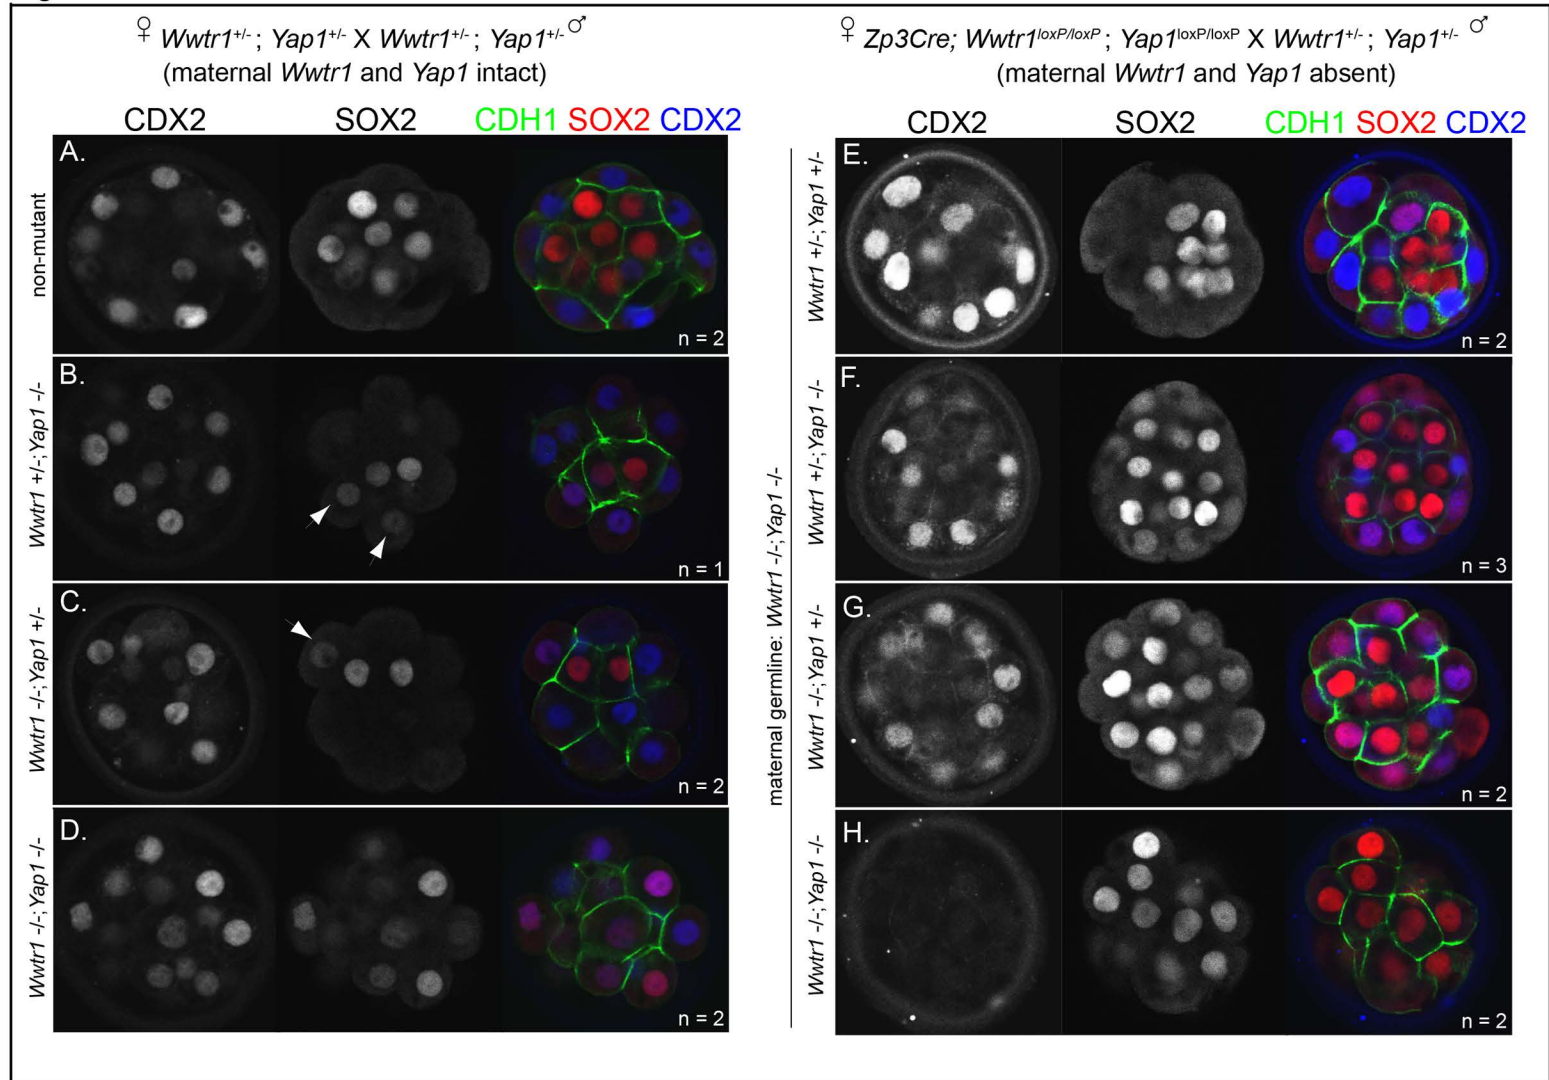 ♀ Wwtr1+/- ; Yap1+/- X Wwtr1+/- ; Yap1+/- ♂
(maternal Wwtr1 and Yap1 intact)
CDX2 SOX2 CDH1 SOX2 CDX2
non-mutant
A.
n = 2
Wwtr1 +/-;Yap1 -/-
B.
n = 1
Wwtr1 -/-;Yap1 +/-
C.
n = 2
Wwtr1 -/-;Yap1 -/-
D.
n = 2
♀ Zp3Cre; Wwtr1loxP/loxP ; Yap1loxP/loxP X Wwtr1+/- ; Yap1+/- ♂
(maternal Wwtr1 and Yap1 absent)
CDX2 SOX2 CDH1 SOX2 CDX2
maternal germline: Wwtr1 -/-;Yap1 -/-
Wwtr1 +/-;Yap1 +/-
E.
n = 2
Wwtr1 +/-;Yap1 -/-
F.
n = 3
Wwtr1 -/-;Yap1 +/-
G.
n = 2
Wwtr1 -/-;Yap1 -/-
H.
n = 2